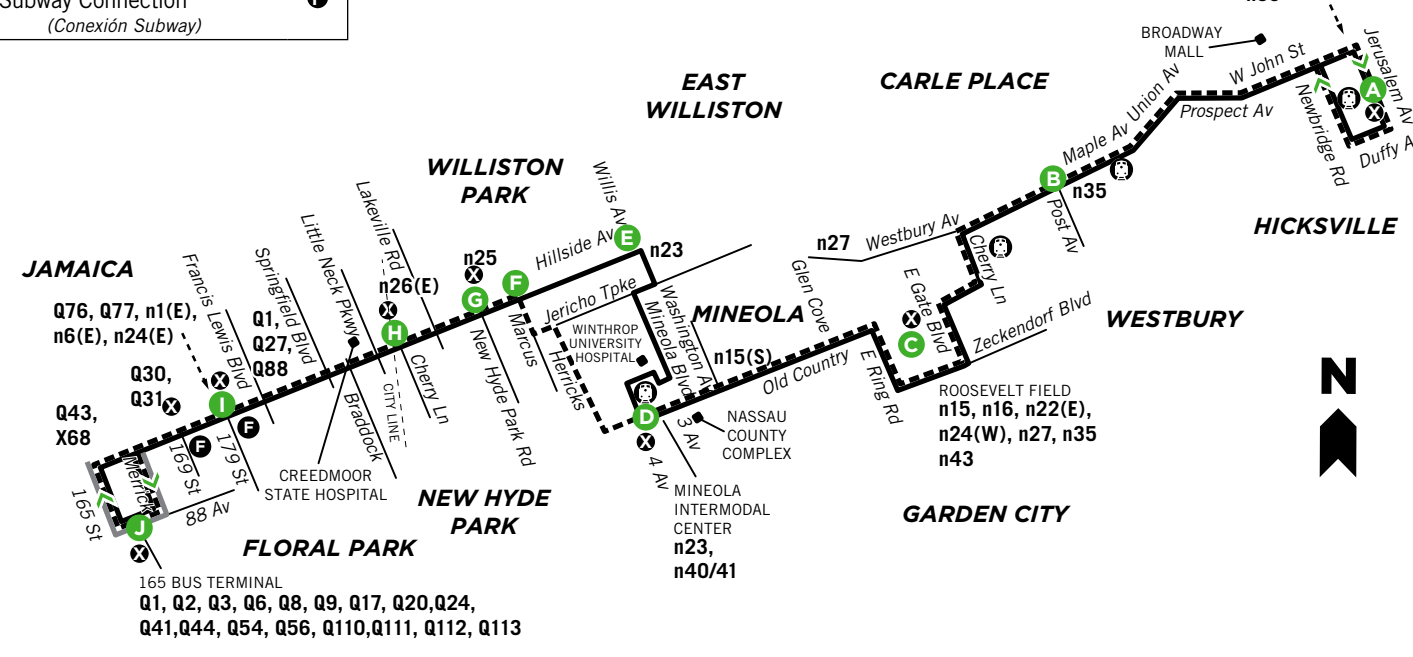 Subway Connection F
(Conexión Subway)
BROADWAY
MALL
Jerusalem Av
W John St
EAST
WILLISTON
CARLE PLACE
Union Av
Prospect Av
A
X
Newbridge Rd
Duffy A
Maple Av
WILLISTON
PARK
Willis Av
B
n35
Post Av
HICKSVILLE
Lakeville Rd
Little Neck Pkwy
Springfield Blvd
Francis Lewis Blvd
JAMAICA
n25
X
G
F
Hillside Av
E
n23
n27
Westbury Av
Cherry Ln
Glen Cove
E Gate Blvd
n26(E)
X
H
Jericho Tpke
Q76, Q77, n1(E),
n6(E), n24(E)
Q1,
Q27,
Q88
Marcus
Herricks
WINTHROP
UNIVERSITY
HOSPITAL
Washington Av
Mineola Blvd
MINEOLA
X
C
Zeckendorf Blvd
WESTBURY
n15(S)
Old Country
E Ring Rd
N
Q30,
Q31
X
X
I
F
F
Cherry Ln
CITY LINE
Braddock
New Hyde Park Rd
ROOSEVELT FIELD
n15, n16, n22(E),
n24(W), n27, n35
n43
Q43,
X68
D
X
3 Av
4 Av
NASSAU
COUNTY
COMPLEX
Merrick
169 St
179 St
165 St
88 Av
CREEDMOOR
STATE HOSPITAL
NEW HYDE
PARK
MINEOLA
INTERMODAL
CENTER
n23,
n40/41
GARDEN CITY
J
X
FLORAL PARK
165 BUS TERMINAL
Q1, Q2, Q3, Q6, Q8, Q9, Q17, Q20,Q24,
Q41,Q44, Q54, Q56, Q110,Q111, Q112, Q113